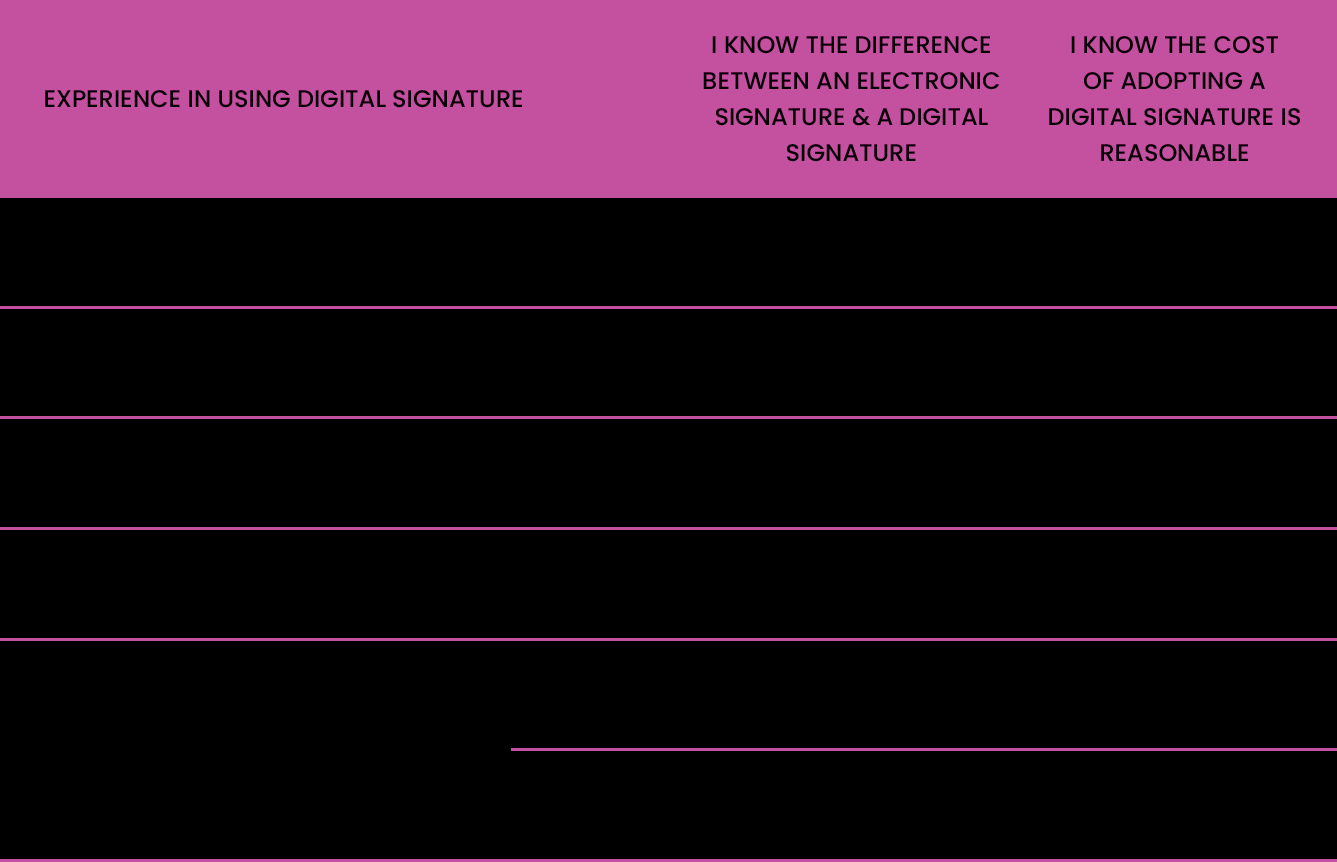 EXPERIENCE IN USING DIGITAL SIGNATURE
I KNOW THE DIFFERENCE
BETWEEN AN ELECTRONIC
SIGNATURE & A DIGITAL
SIGNATURE
I KNOW THE COST
OF ADOPTING A
DIGITAL SIGNATURE IS
REASONABLE